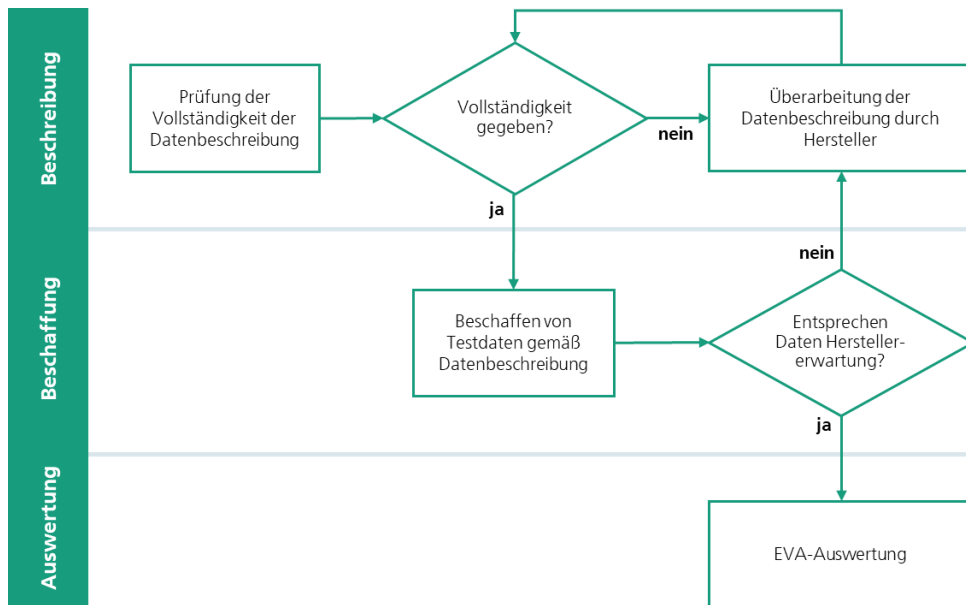 Beschreibung
Prüfung der
Vollständigkeit der
Datenbeschreibung
Vollständigkeit
gegeben?
nein
Überarbeitung der
Datenbeschreibung durch
Hersteller
ja
Beschaffung
Beschaffen von
Testdaten gemäß
Datenbeschreibung
nein
Entsprechen
Daten Hersteller-
erwartung?
ja
Auswertung
EVA-Auswertung